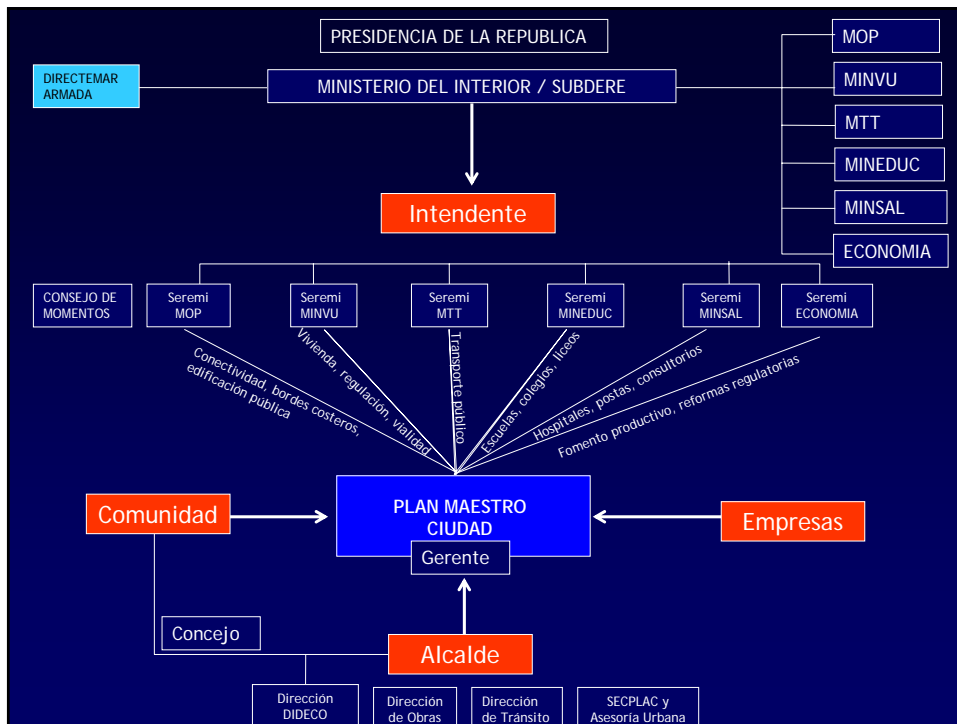 PRESIDENCIA DE LA REPUBLICA
MOP
DIRECTEMAR
ARMADA
MINISTERIO DEL INTERIOR / SUBDERE
MINVU
MTT
MINEDUC
MINSAL
ECONOMIA
Intendente
CONSEJO DE
MOMENTOS
Seremi
MOP
Seremi
MINVU
Seremi
MTT
Seremi
MINEDUC
Seremi
MINSAL
Seremi
ECONOMIA
Conectividad, bordes costeros,
edificación pública
Vivienda, regulación, vialidad
Transporte público
Escuelas, colegios, liceos
Hospitales, postas, consultorios
Fomento productivo, reformas regulatorias
Comunidad
PLAN MAESTRO
CIUDAD
Gerente
Empresas
Concejo
Alcalde
Dirección
DIDECO
Dirección
de Obras
Dirección
de Tránsito
SECPLAC y
Asesoría Urbana